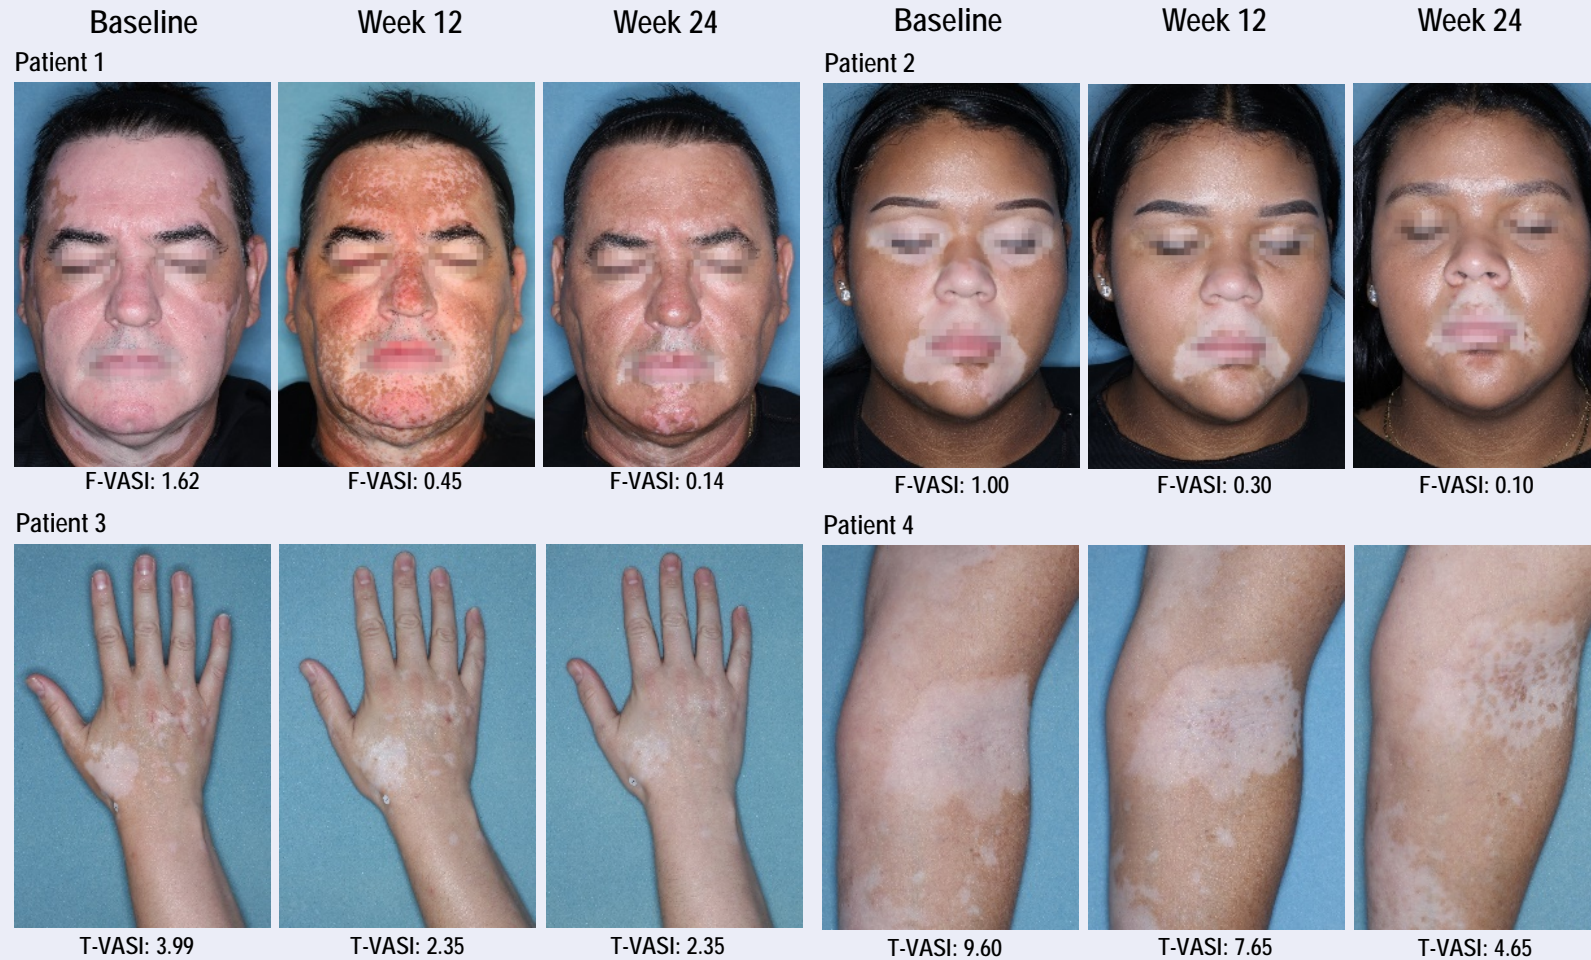 Baseline Week 12 Week 24 Baseline Week 12 Week 24
Patient 1 Patient 2
F-VASI: 1.62 F-VASI: 0.45 F-VASI: 0.14 F-VASI: 1.00 F-VASI: 0.30 F-VASI: 0.10
Patient 3 Patient 4
T-VASI: 3.99 T-VASI: 2.35 T-VASI: 2.35 T-VASI: 9.60 T-VASI: 7.65 T-VASI: 4.65